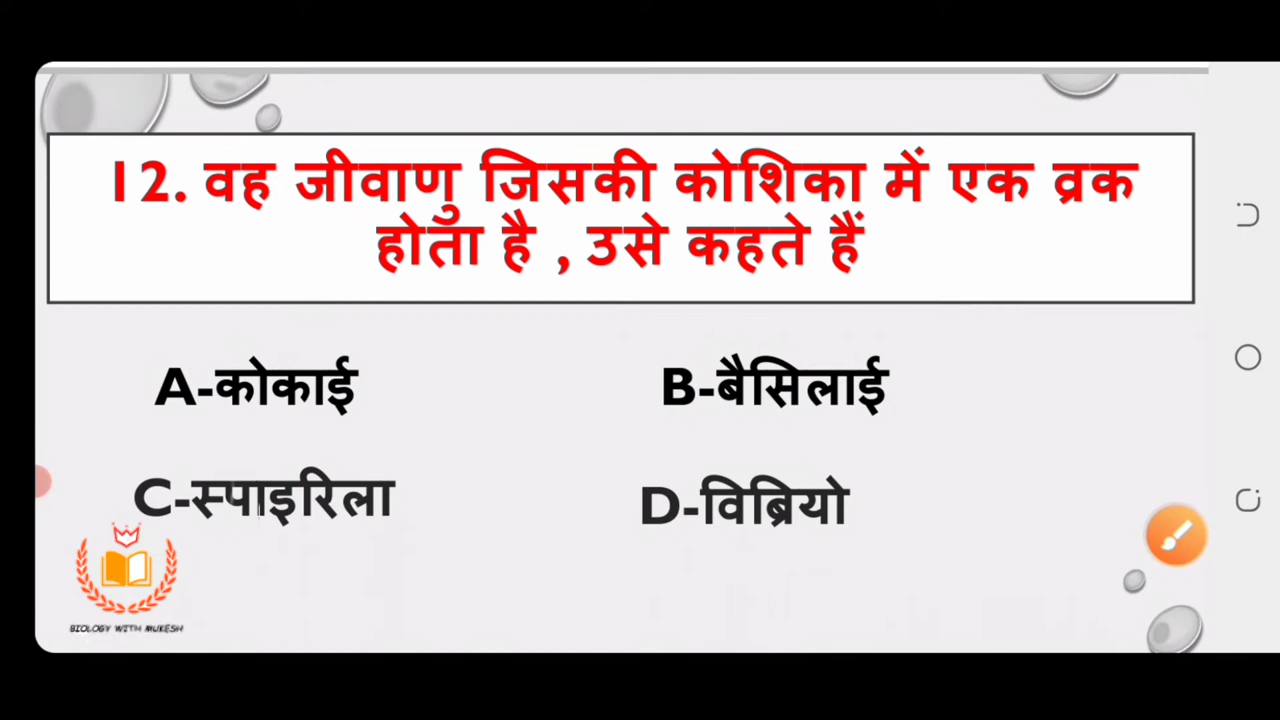 12. वह जीवाणु जिसकी कोशिका में एक व्रक
होता है , उसे कहते हैं
A-कोकाई
B-बैसिलाई
C-स्पाइरिला
D-विब्रियो
BIOLOGY WITH MUKESH